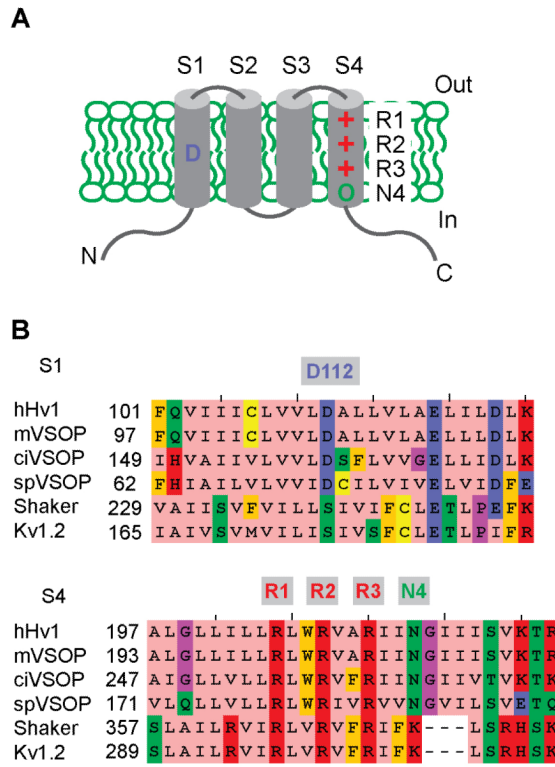 A
S1 S2 S3 S4
Out
+ R1
D + R2
+ R3
O N4
In
N
C
B
S1
D112
hHv1 101 FQVIIICLVVLDALLVLAELILDLK
mVSOP 97 FQVIIICLVVLDALLVLAELILDLK
ciVSOP 149 IHVAIIVLVVLDSFLVVGELLIDLK
spVSOP 62 FHIAILVLVVVDCILVIVELVIDFE
Shaker 229 VAIISVFVILLSIVIFCLETLPEFK
Kv1.2 165 IAIVSVMVILISIVSFCLETLPIFR
S4
R1 R2 R3 N4
hHv1 197 ALGLLILLRLWRVARIINGIIISVKTR
mVSOP 193 ALGLLILLRLWRVARIINGIIISVKTR
ciVSOP 247 AIGLLVLLRLWRVFRIINGIIVTVKTK
spVSOP 171 VLQLLVLLRLWRIVRVVNGVILSVETQ
Shaker 357 SLAILRVIRLVRVFRIFK---LSRHSK
Kv1.2 289 SLAILRVIRLVRVFRIFK---LSRHSK